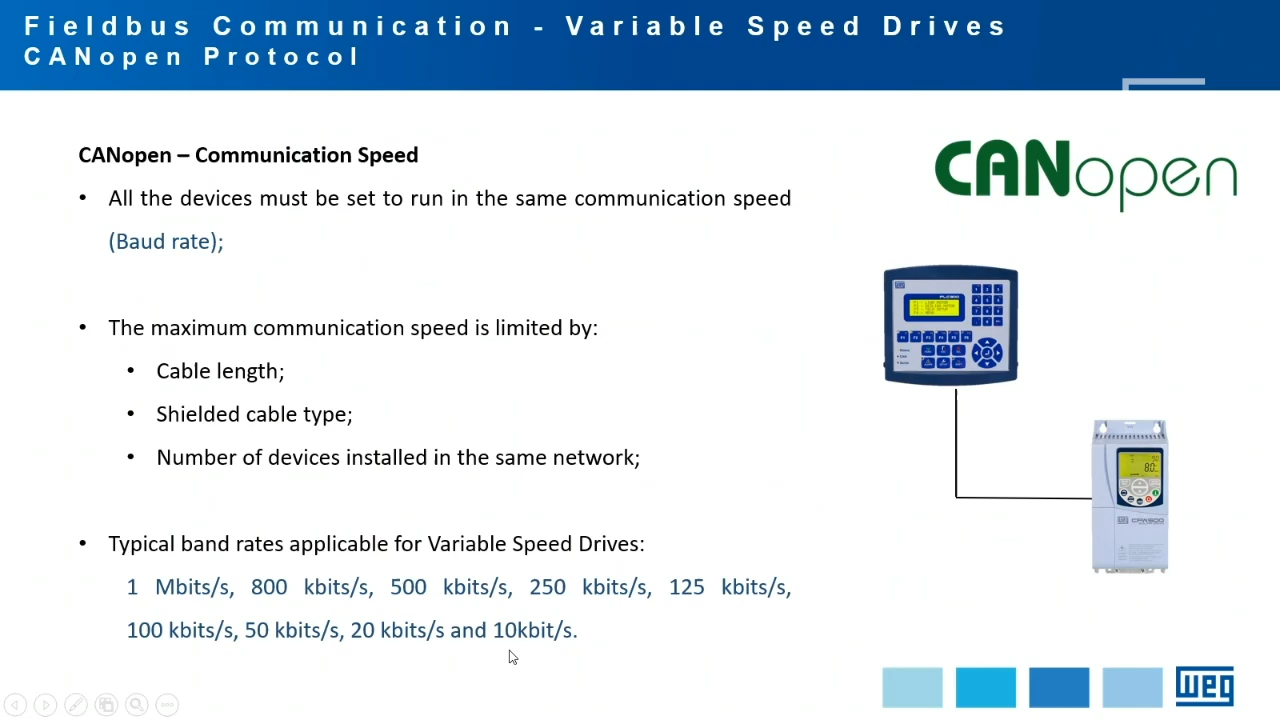 Fieldbus Communication - Variable Speed Drives
CANopen Protocol
CANopen – Communication Speed
• All the devices must be set to run in the same communication speed
(Baud rate);
• The maximum communication speed is limited by:
• Cable length;
• Shielded cable type;
• Number of devices installed in the same network;
• Typical band rates applicable for Variable Speed Drives:
1 Mbits/s, 800 kbits/s, 500 kbits/s, 250 kbits/s, 125 kbits/s,
100 kbits/s, 50 kbits/s, 20 kbits/s and 10kbit/s.
CANopen
weg